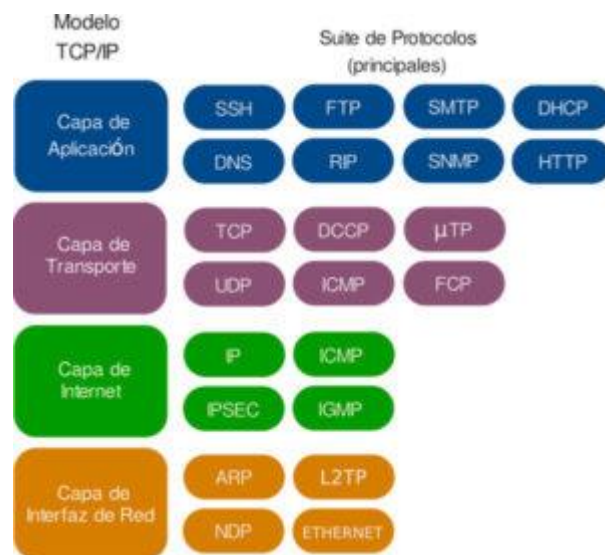 Modelo
TCP/IP
Suite de Protocolos
(principales)
Capa de
Aplicación
SSH FTP SMTP DHCP
DNS RIP SNMP HTTP
Capa de
Transporte
TCP DCCP µTP
UDP ICMP FCP
Capa de
Internet
IP ICMP
IPSEC IGMP
Capa de
Interfaz de Red
ARP L2TP
NDP ETHERNET